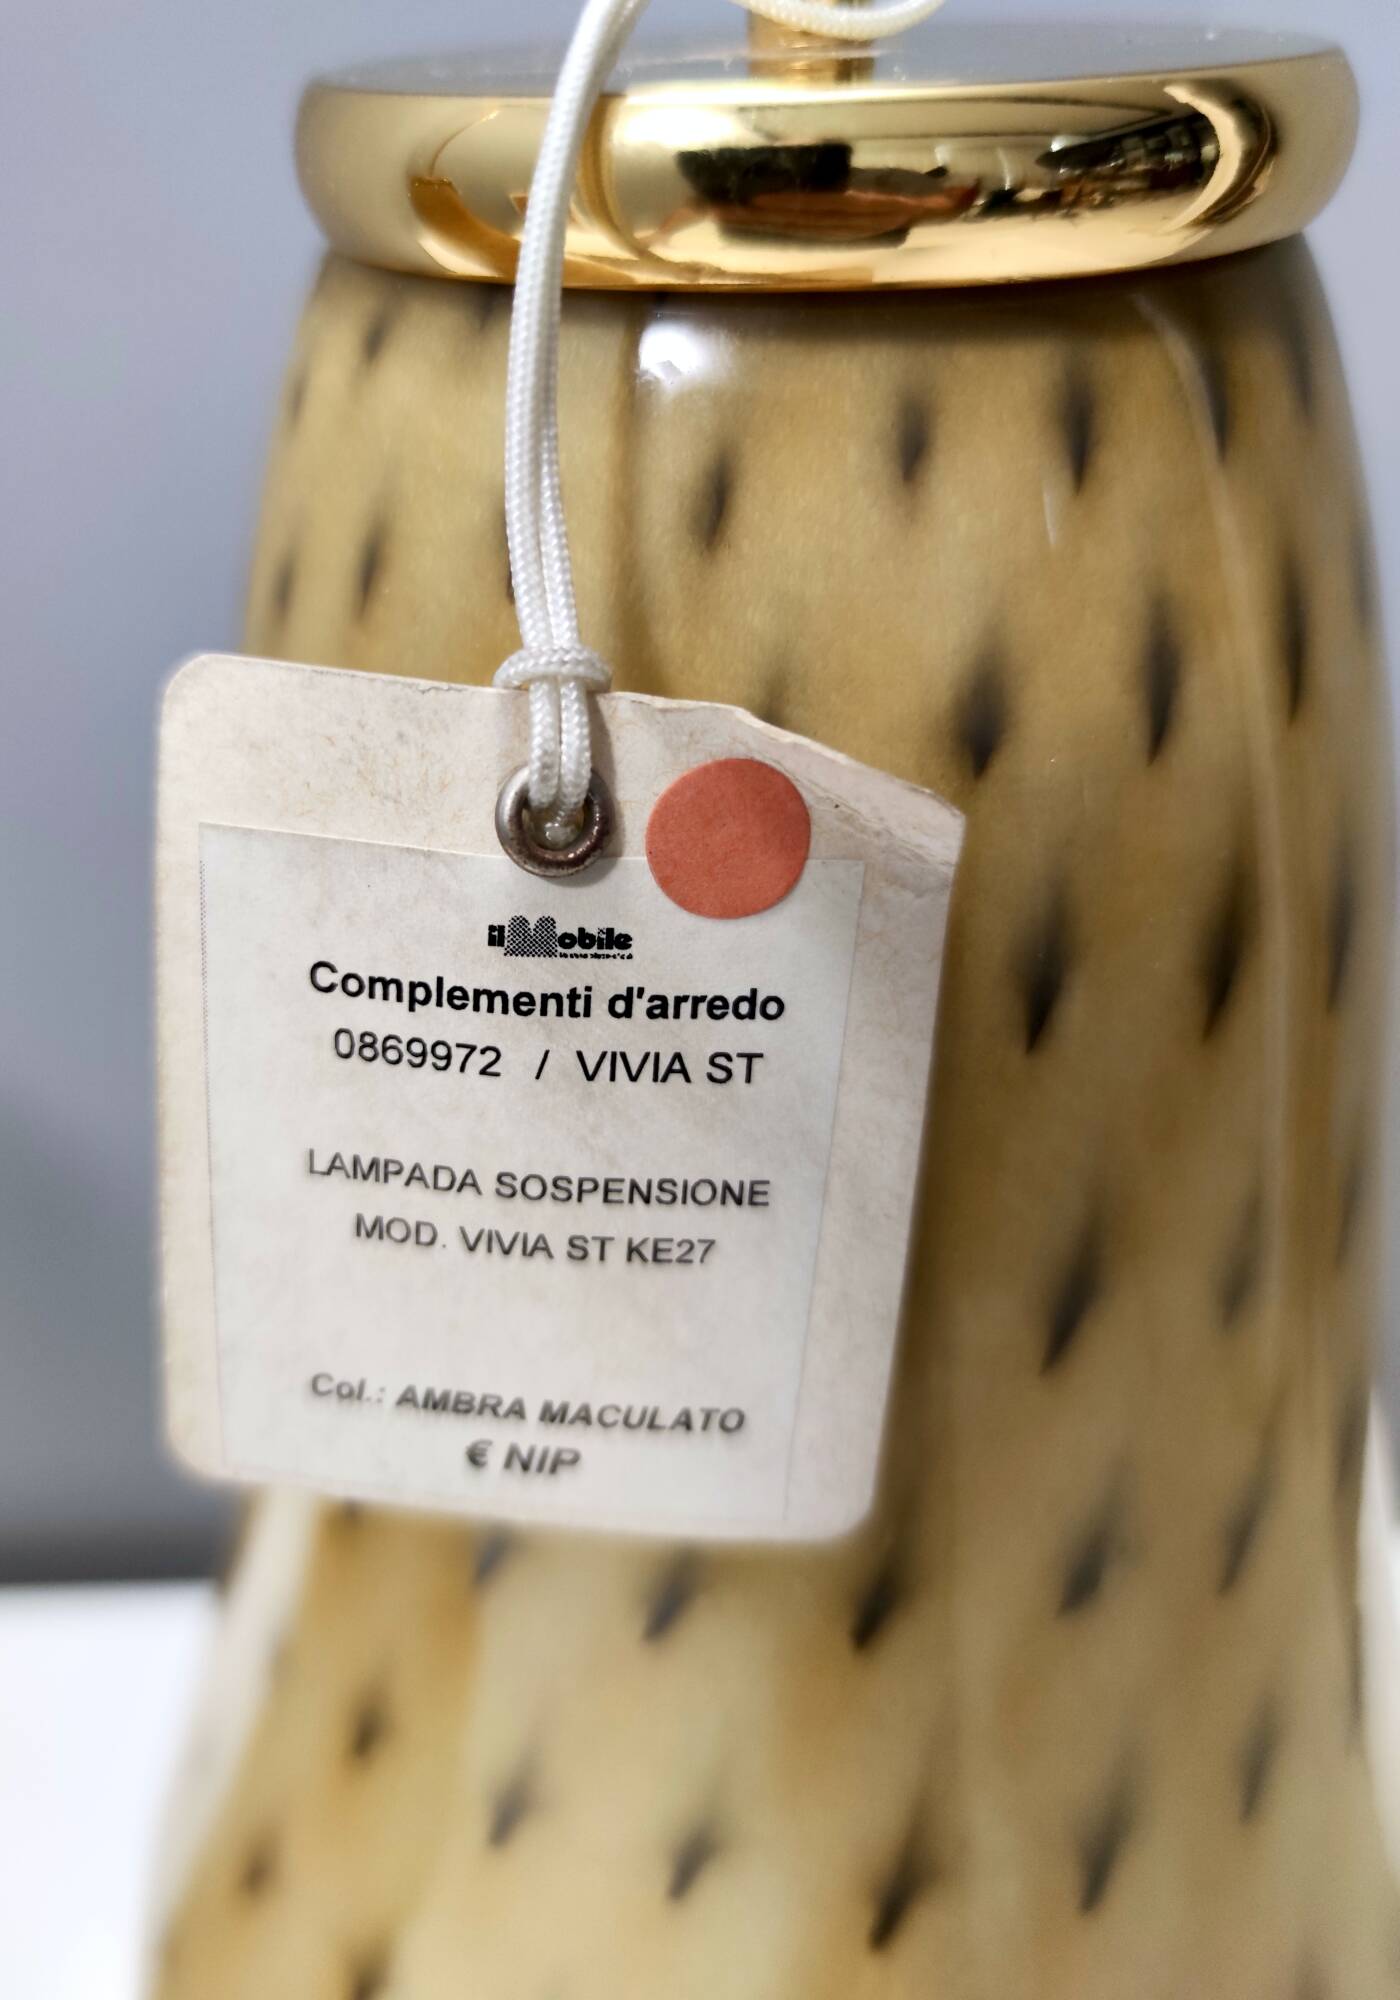 ilMobile
Complementi d'arredo
0869972 / VIVIA ST
LAMPADA SOSPENSIONE
MOD. VIVIA ST KE27
Col.: AMBRA MACULATO
€ NIP